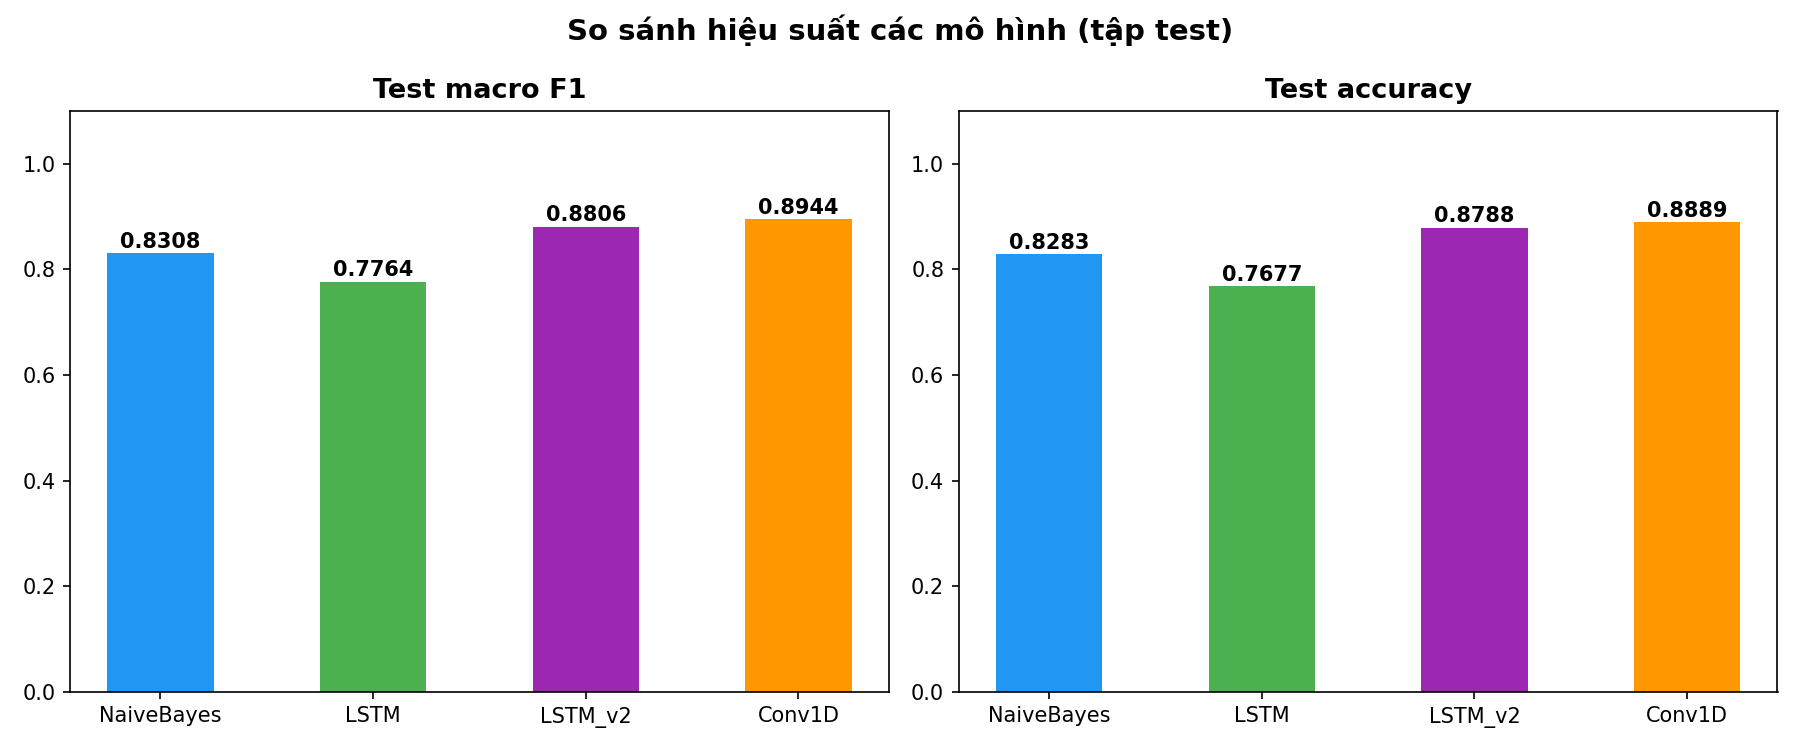 So sánh hiệu suất các mô hình (tập test)
Test macro F1
1.0
0.8
0.6
0.4
0.2
0.0
0.8308
0.7764
0.8806
0.8944
NaiveBayes
LSTM
LSTM_v2
Conv1D
Test accuracy
1.0
0.8
0.6
0.4
0.2
0.0
0.8283
0.7677
0.8788
0.8889
NaiveBayes
LSTM
LSTM_v2
Conv1D